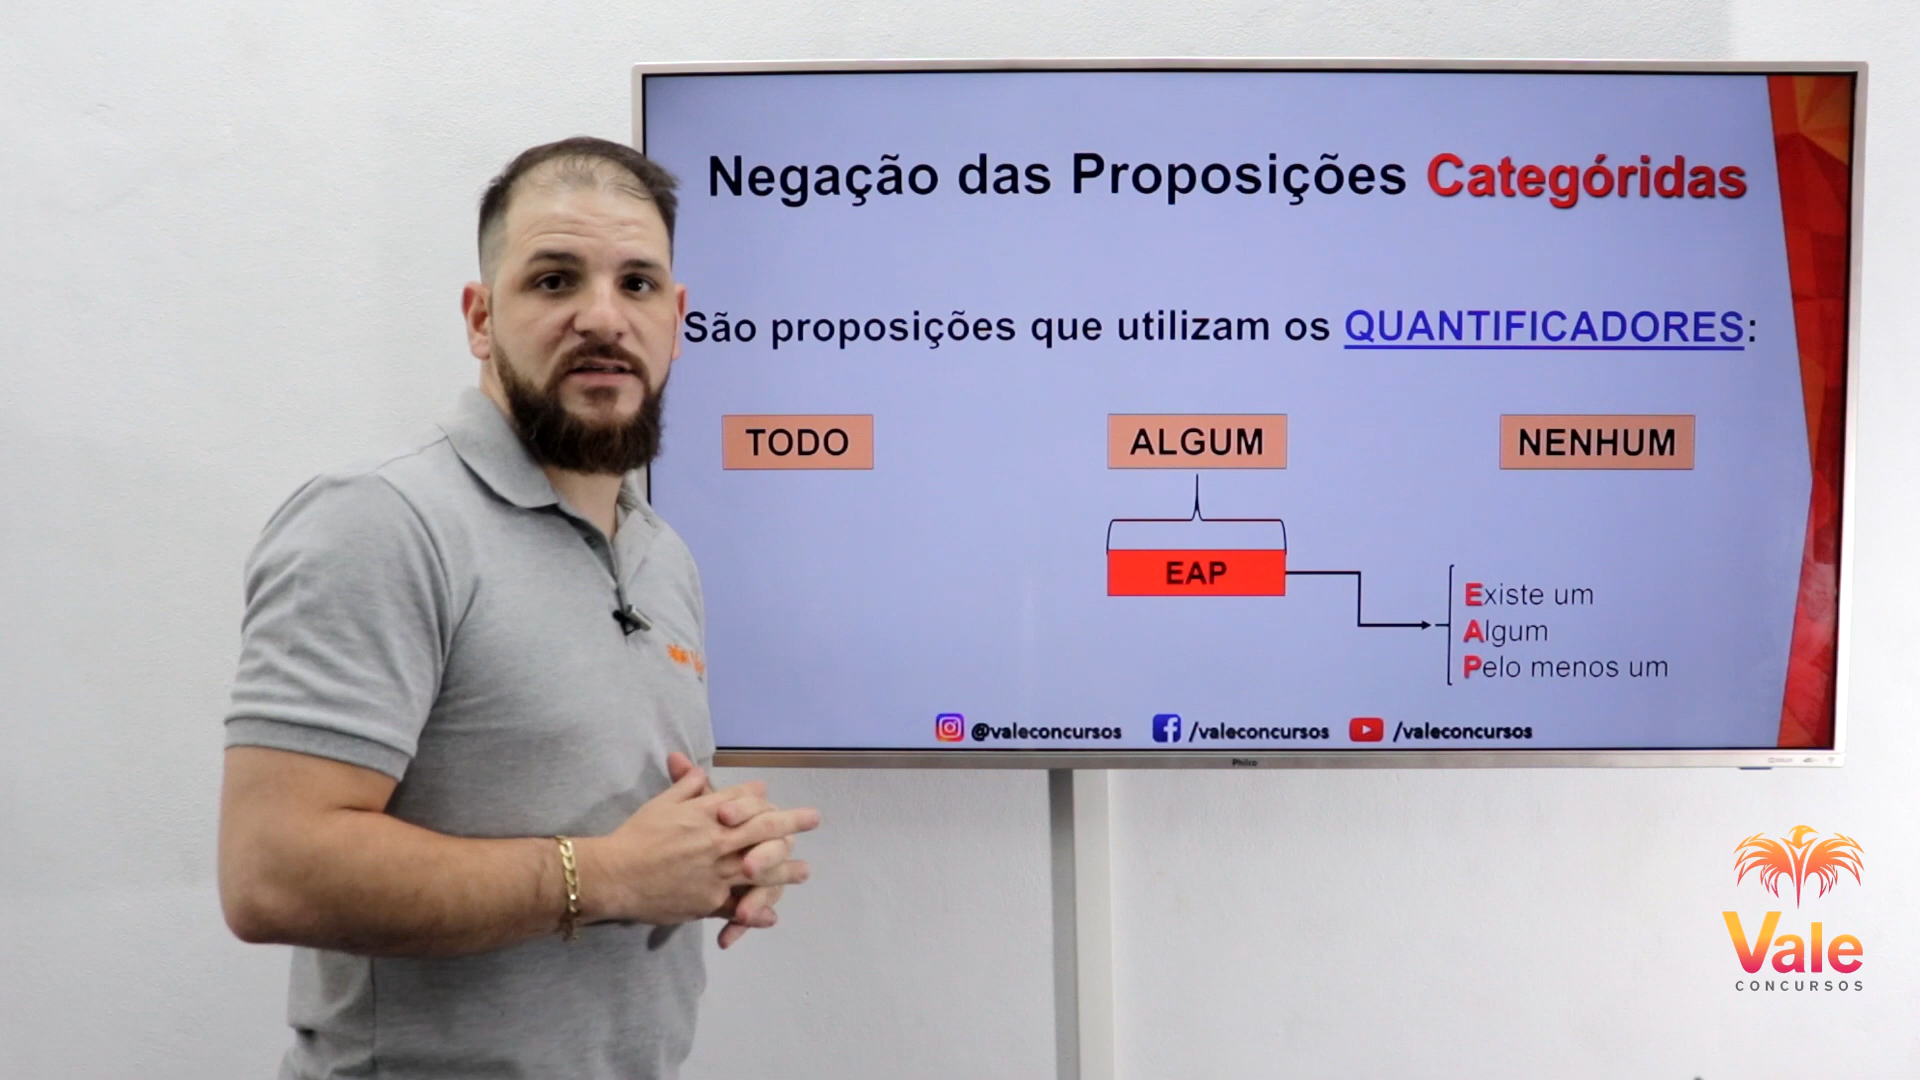 Negação das Proposições Categóridas
São proposições que utilizam os QUANTIFICADORES:
TODO
ALGUM
NENHUM
EAP
Existe um
Algum
Pelo menos um
@valeconcursos
/valeconcursos
/valeconcursos
Philco
Vale
CONCURSOS